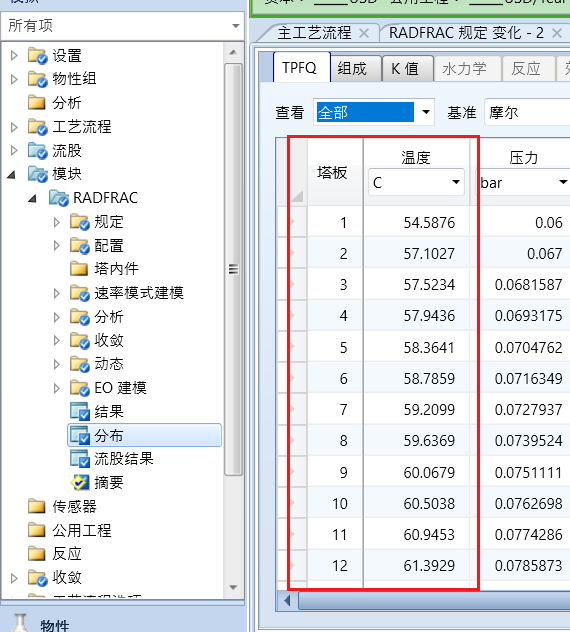 所有项
设置
物性组
分析
工艺流程
流股
模块
RADFRAC
规定
配置
塔内件
速率模式建模
分析
收敛
动态
EO 建模
结果
分布
流股结果
摘要
传感器
公用工程
反应
收敛
物性
主工艺流程 RADFRAC 规定 变化 - 2
TPFQ 组成 K 值 水力学 反应
查看 全部 基准 摩尔
塔板 温度 压力
C bar
1 54.5876 0.06
2 57.1027 0.067
3 57.5234 0.0681587
4 57.9436 0.0693175
5 58.3641 0.0704762
6 58.7859 0.0716349
7 59.2099 0.0727937
8 59.6369 0.0739524
9 60.0679 0.0751111
10 60.5038 0.0762698
11 60.9453 0.0774286
12 61.3929 0.0785873